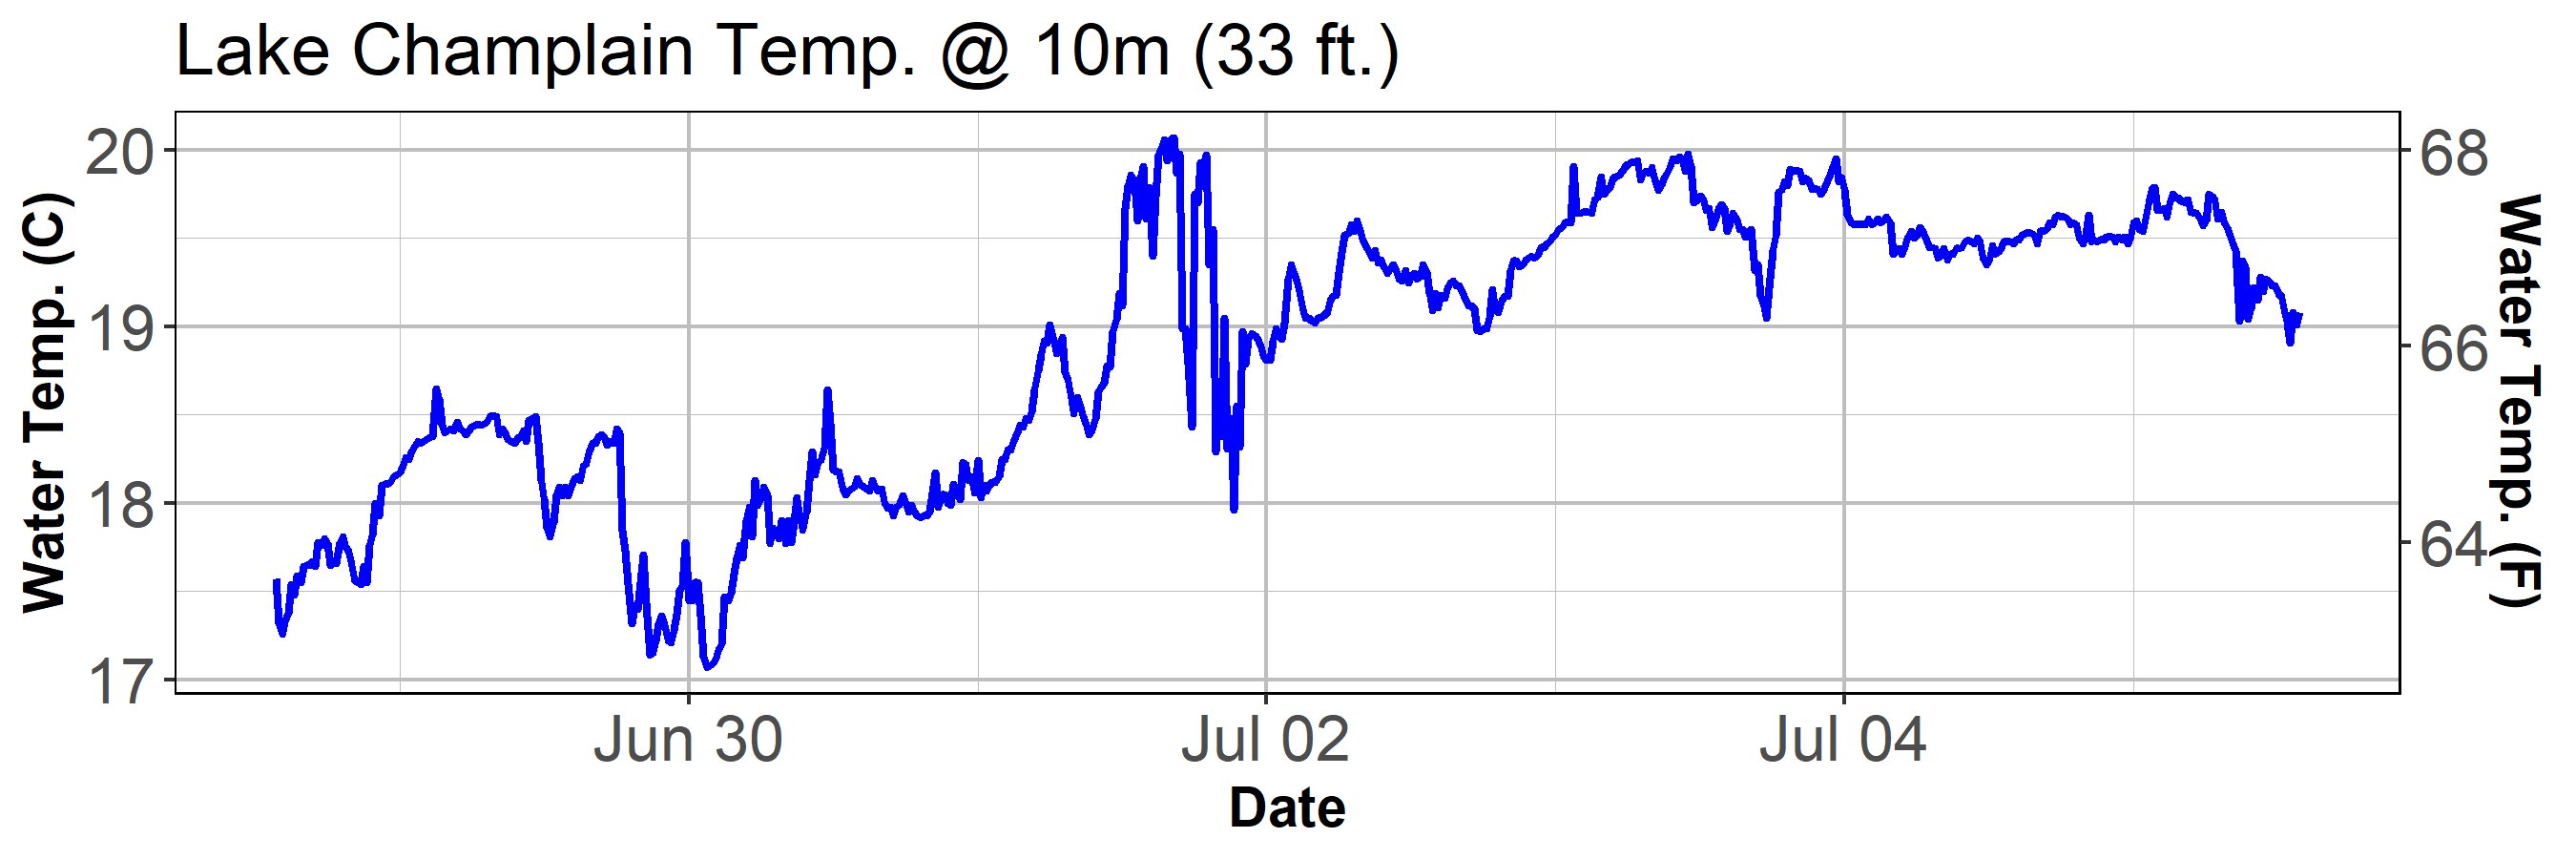 Lake Champlain Temp. @ 10m (33 ft.)
Water Temp. (C)
20
19
18
17
68
66
64
Water Temp. (F)
Jun 30
Jul 02
Jul 04
Date